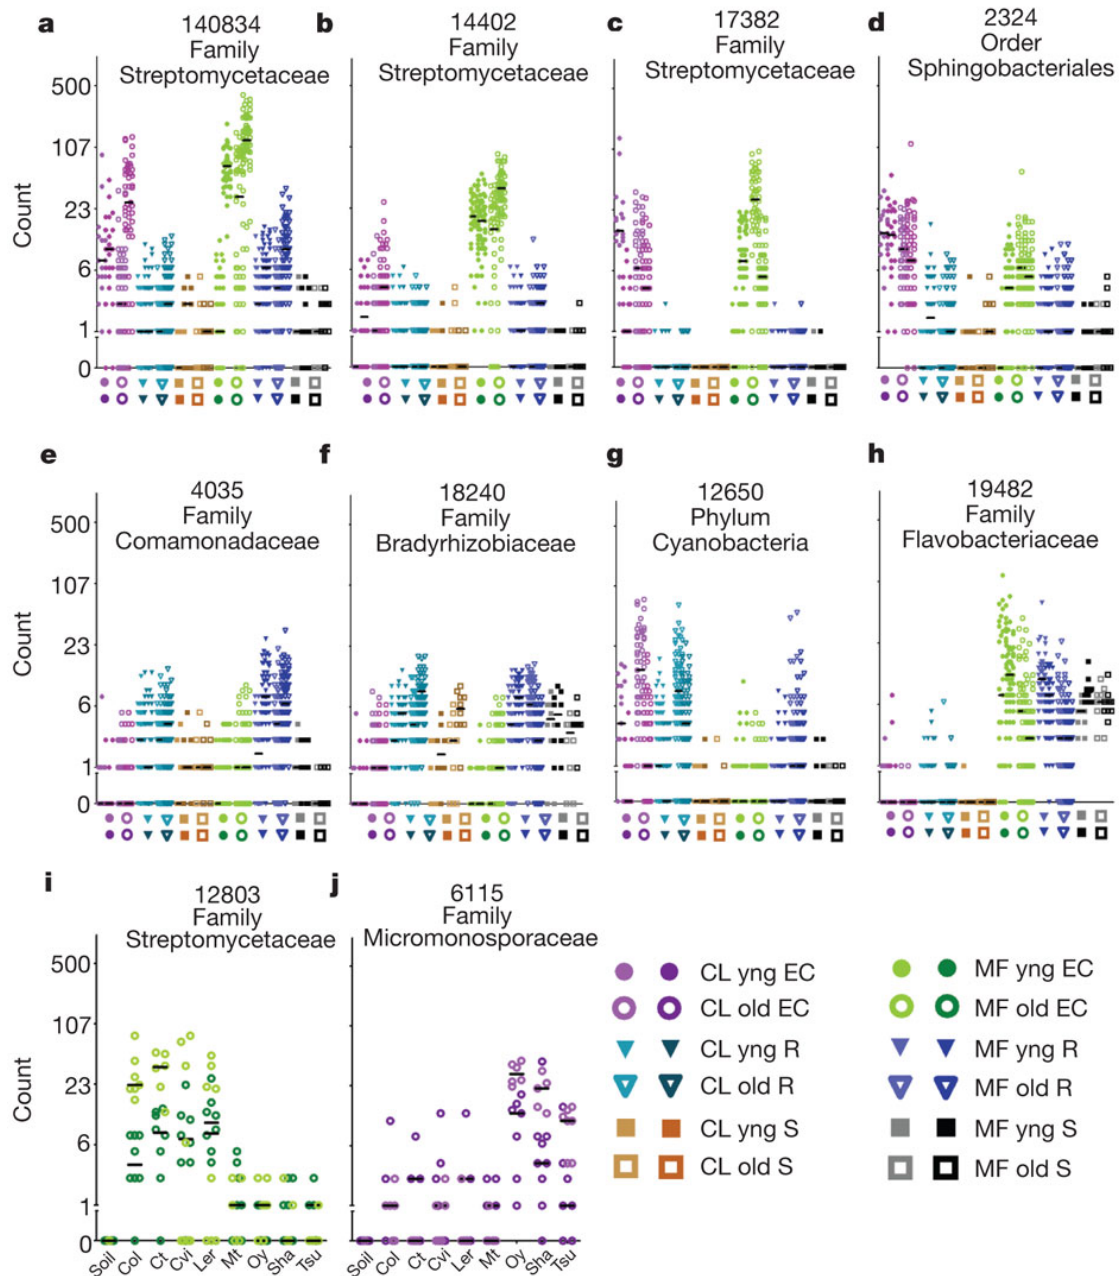 a
140834
Family
Streptomycetaceae
b
14402
Family
Streptomycetaceae
c
17382
Family
Streptomycetaceae
d
2324
Order
Sphingobacteriales
Count
500
107
23
6
1
0
e
4035
Family
Comamonadaceae
f
18240
Family
Bradyrhizobiaceae
g
12650
Phylum
Cyanobacteria
h
19482
Family
Flavobacteriaceae
Count
500
107
23
6
1
0
i
12803
Family
Streptomycetaceae
j
6115
Family
Micromonosporaceae
Count
500
107
23
6
1
0
Soil Col Ct Cvi Ler Mt Oy Sha Tsu
Soil Col Ct Cvi Ler Mt Oy Sha Tsu
CL yng EC
CL old EC
CL yng R
CL old R
CL yng S
CL old S
MF yng EC
MF old EC
MF yng R
MF old R
MF yng S
MF old S